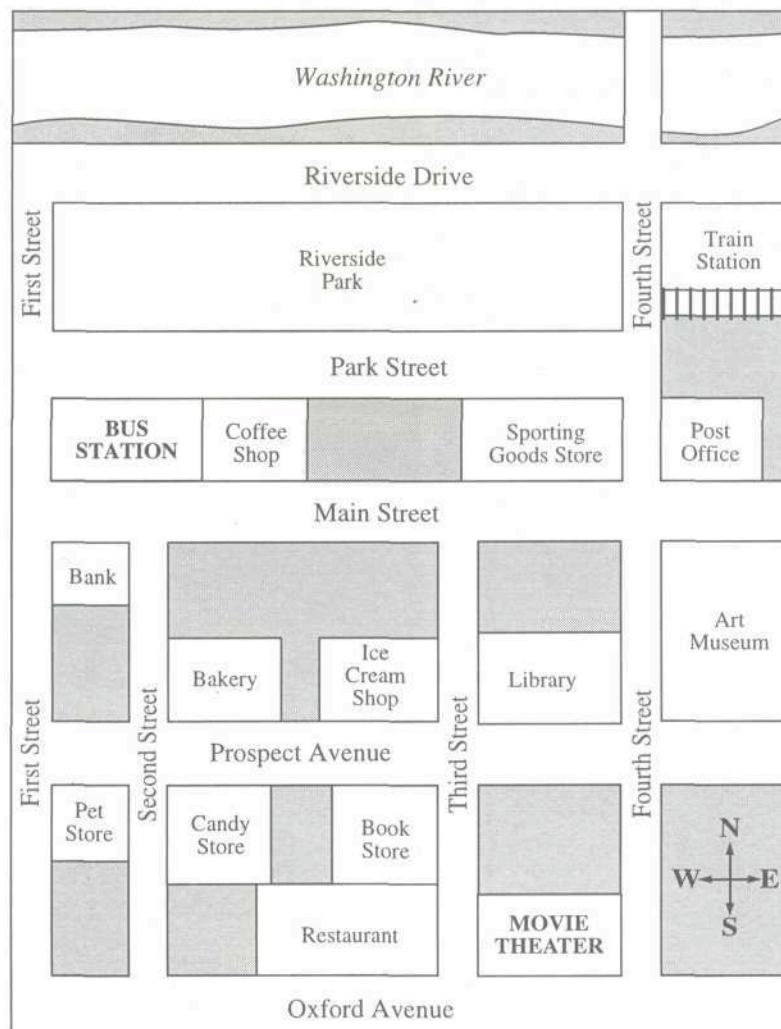 Washington River
Riverside Drive
First Street
Riverside
Park
Fourth Street
Train
Station
Park Street
BUS
STATION
Coffee
Shop
Sporting
Goods Store
Post
Office
Main Street
Bank
Bakery
Ice
Cream
Shop
Library
Art
Museum
First Street
Second Street
Prospect Avenue
Third Street
Fourth Street
Pet
Store
Candy
Store
Book
Store
Restaurant
MOVIE
THEATER
N
W
E
S
Oxford Avenue